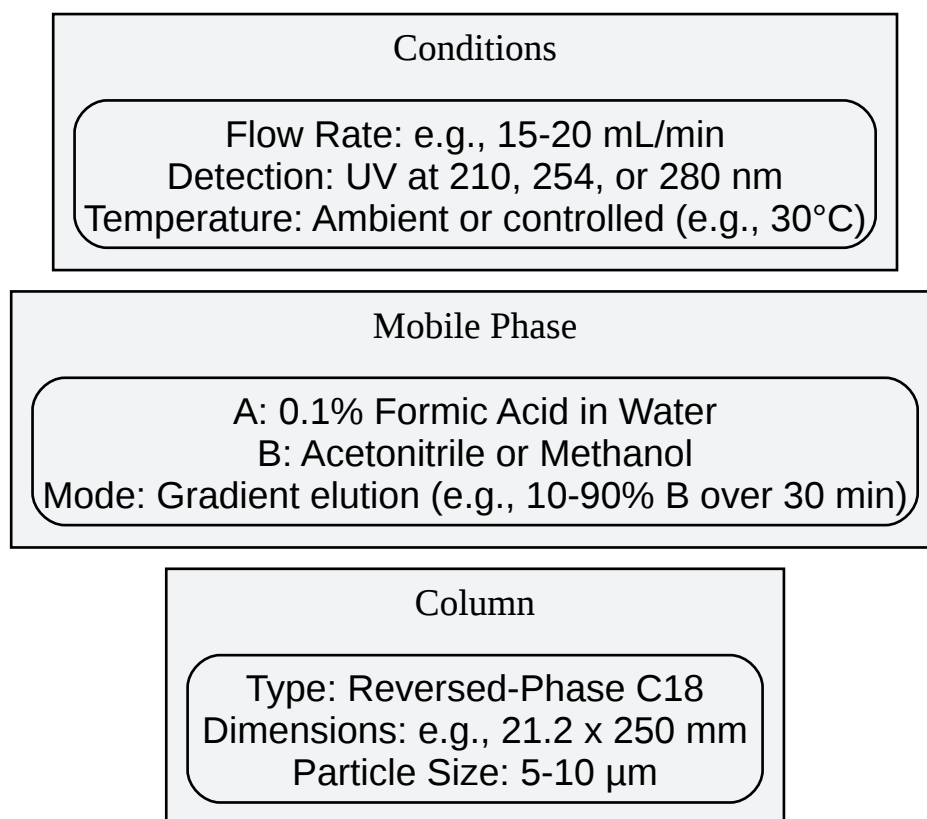 Conditions
Flow Rate: e.g., 15-20 mL/min
Detection: UV at 210, 254, or 280 nm
Temperature: Ambient or controlled (e.g., 30°C)
Mobile Phase
A: 0.1% Formic Acid in Water
B: Acetonitrile or Methanol
Mode: Gradient elution (e.g., 10-90% B over 30 min)
Column
Type: Reversed-Phase C18
Dimensions: e.g., 21.2 x 250 mm
Particle Size: 5-10 µm